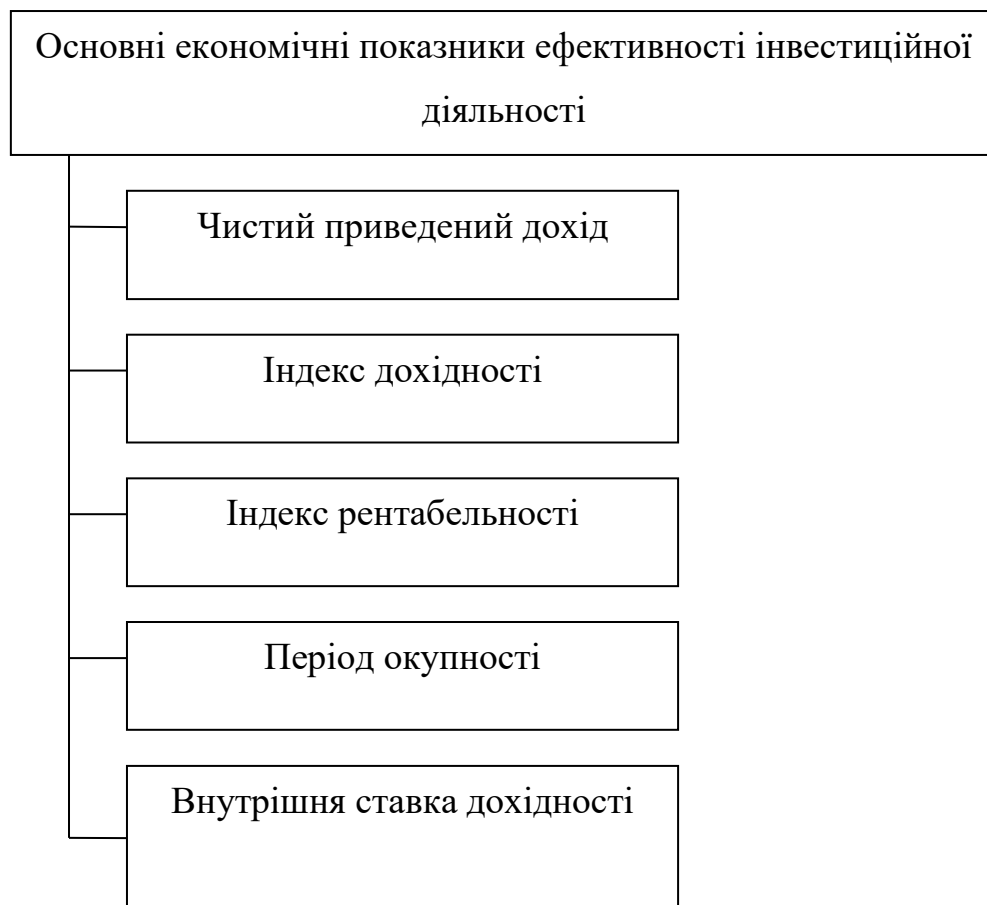 Основні економічні показники ефективності інвестиційної
діяльності
Чистий приведений дохід
Індекс дохідності
Індекс рентабельності
Період окупності
Внутрішня ставка дохідності